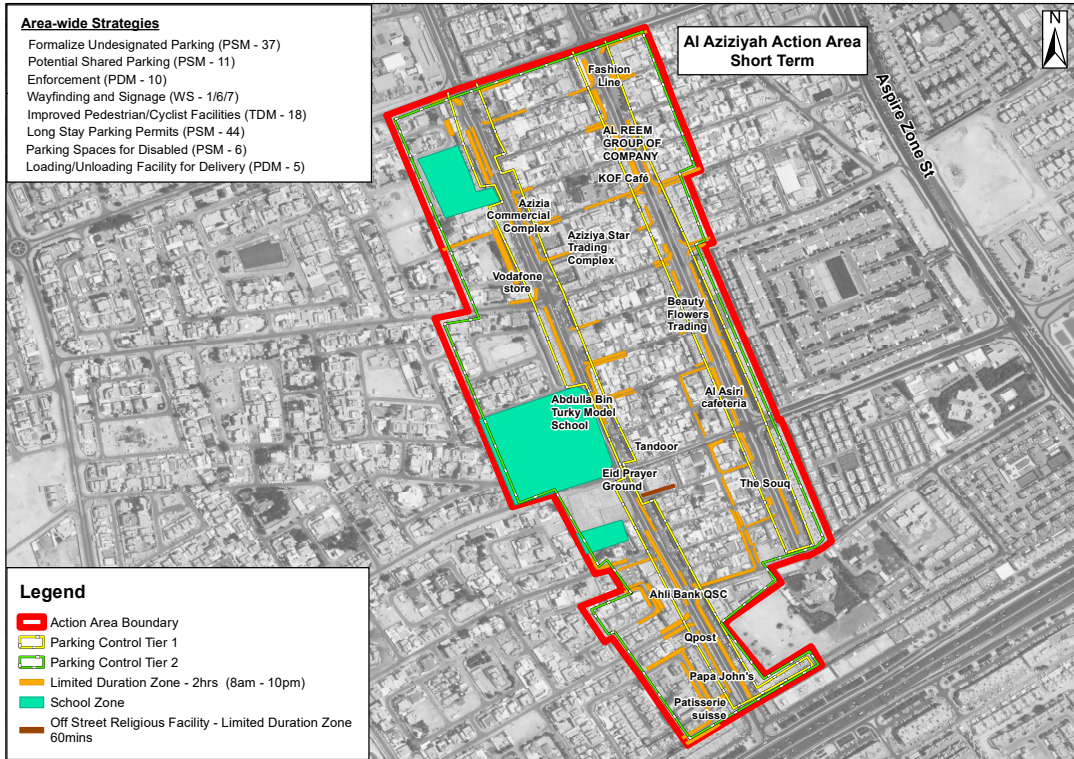 Area-wide Strategies
Formalize Undesignated Parking (PSM - 37)
Potential Shared Parking (PSM - 11)
Enforcement (PDM - 10)
Wayfinding and Signage (WS - 1/6/7)
Improved Pedestrian/Cyclist Facilities (TDM - 18)
Long Stay Parking Permits (PSM - 44)
Parking Spaces for Disabled (PSM - 6)
Loading/Unloading Facility for Delivery (PDM - 5)
Al Aziziyah Action Area
Short Term
N
Aspire Zone St
Fashion
Line
AL REEM
GROUP OF
COMPANY
KOF Café
Azizia
Commercial
Complex
Aziziya Star
Trading
Complex
Vodafone
store
Beauty
Flowers
Trading
Al Asiri
cafeteria
Abdulla Bin
Turky Model
School
Tandoor
Eid Prayer
Ground
The Souq
Ahli Bank QSC
Qpost
Papa John's
Patisserie
suisse
Legend
Action Area Boundary
Parking Control Tier 1
Parking Control Tier 2
Limited Duration Zone - 2hrs (8am - 10pm)
School Zone
Off Street Religious Facility - Limited Duration Zone
60mins